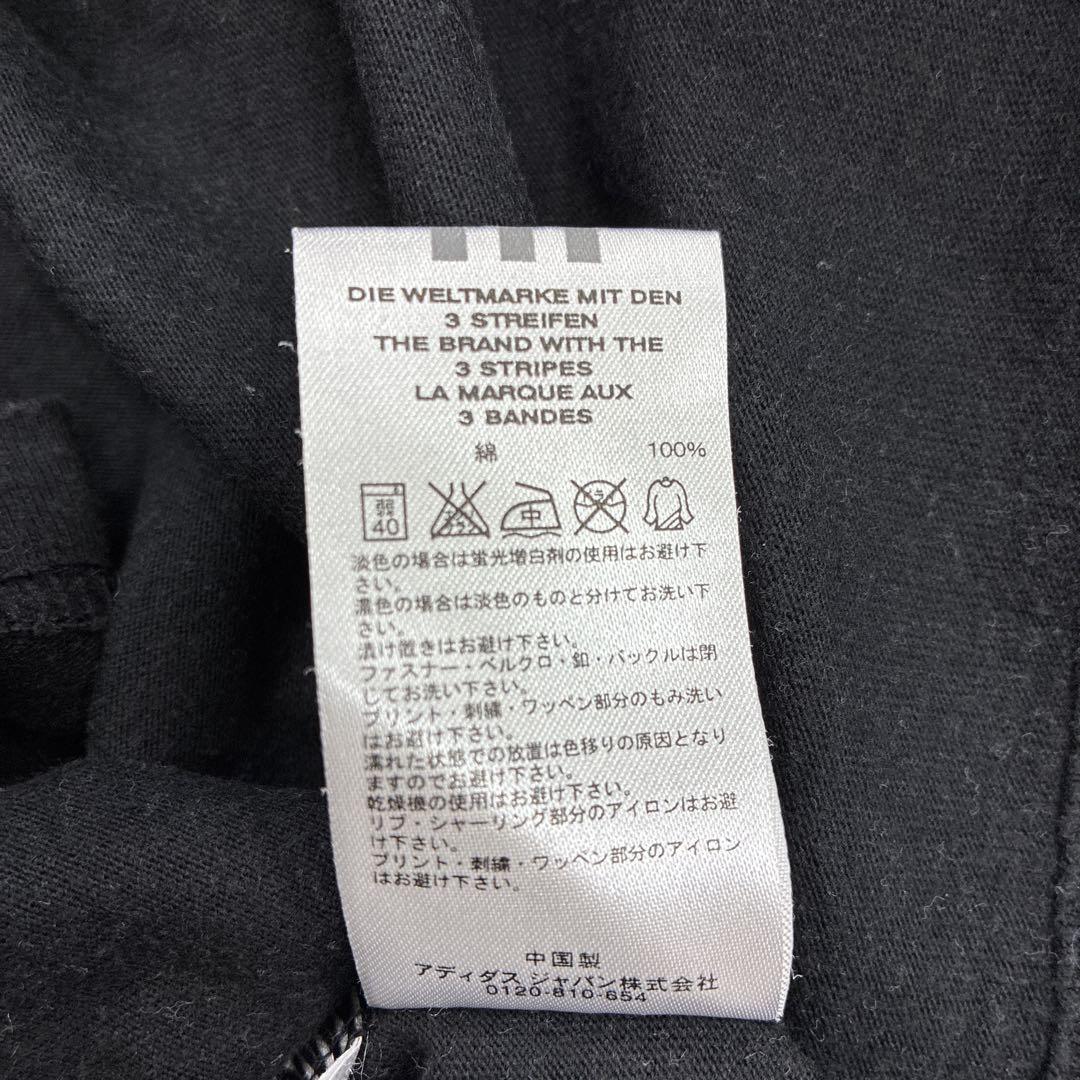 DIE WELTMARKE MIT DEN
3 STREIFEN
THE BRAND WITH THE
3 STRIPES
LA MARQUE AUX
3 BANDES
綿 100%
弱 40 中
淡色の場合は蛍光増白剤の使用はお避け下
さい。
濃色の場合は淡色のものと分けてお洗い下
さい。
漬け置きはお避け下さい。
ファスナー・ベルクロ・釦・バックルは閉
じてお洗い下さい。
プリント・刺繍・ワッペン部分のもみ洗い
はお避け下さい。
濡れた状態での放置は色移りの原因となり
ますのでお避け下さい。
乾燥機の使用はお避け下さい。
リブ・シャーリング部分のアイロンはお避
け下さい。
プリント・刺繍・ワッペン部分のアイロン
はお避け下さい。
中国製
アディダス ジャパン株式会社
0120-810-654